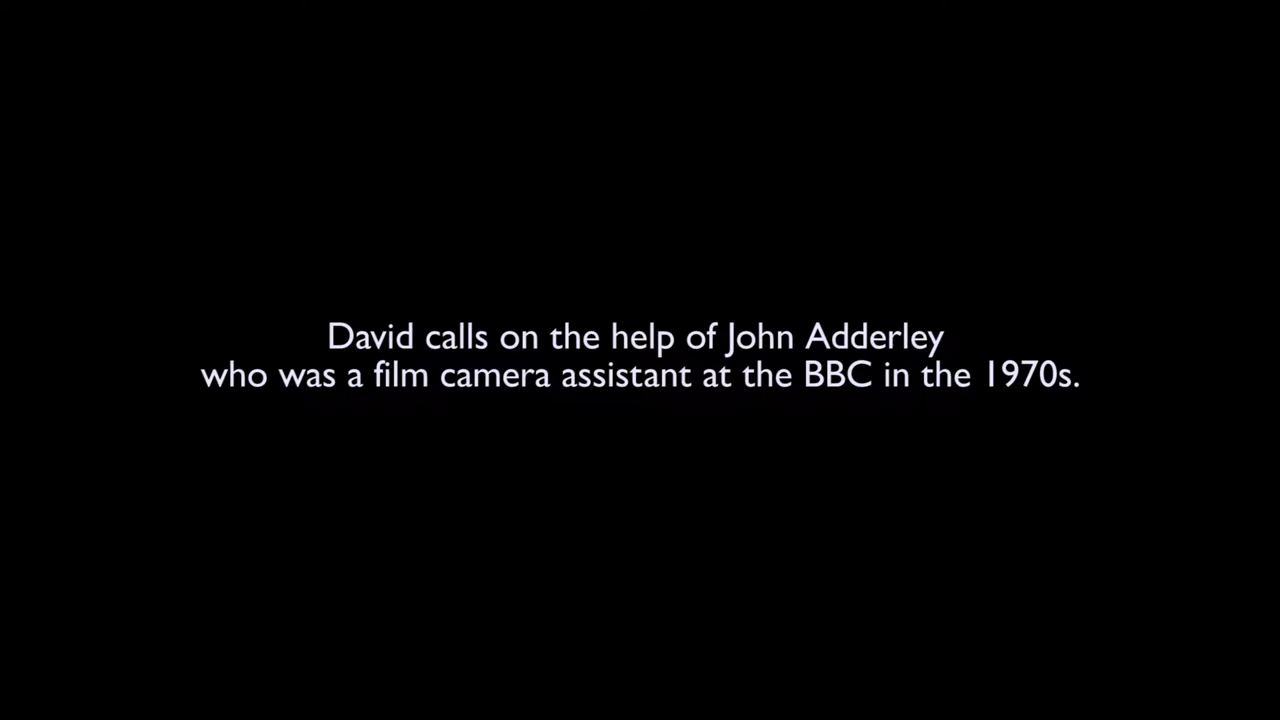 David calls on the help of John Adderley
who was a film camera assistant at the BBC in the 1970s.